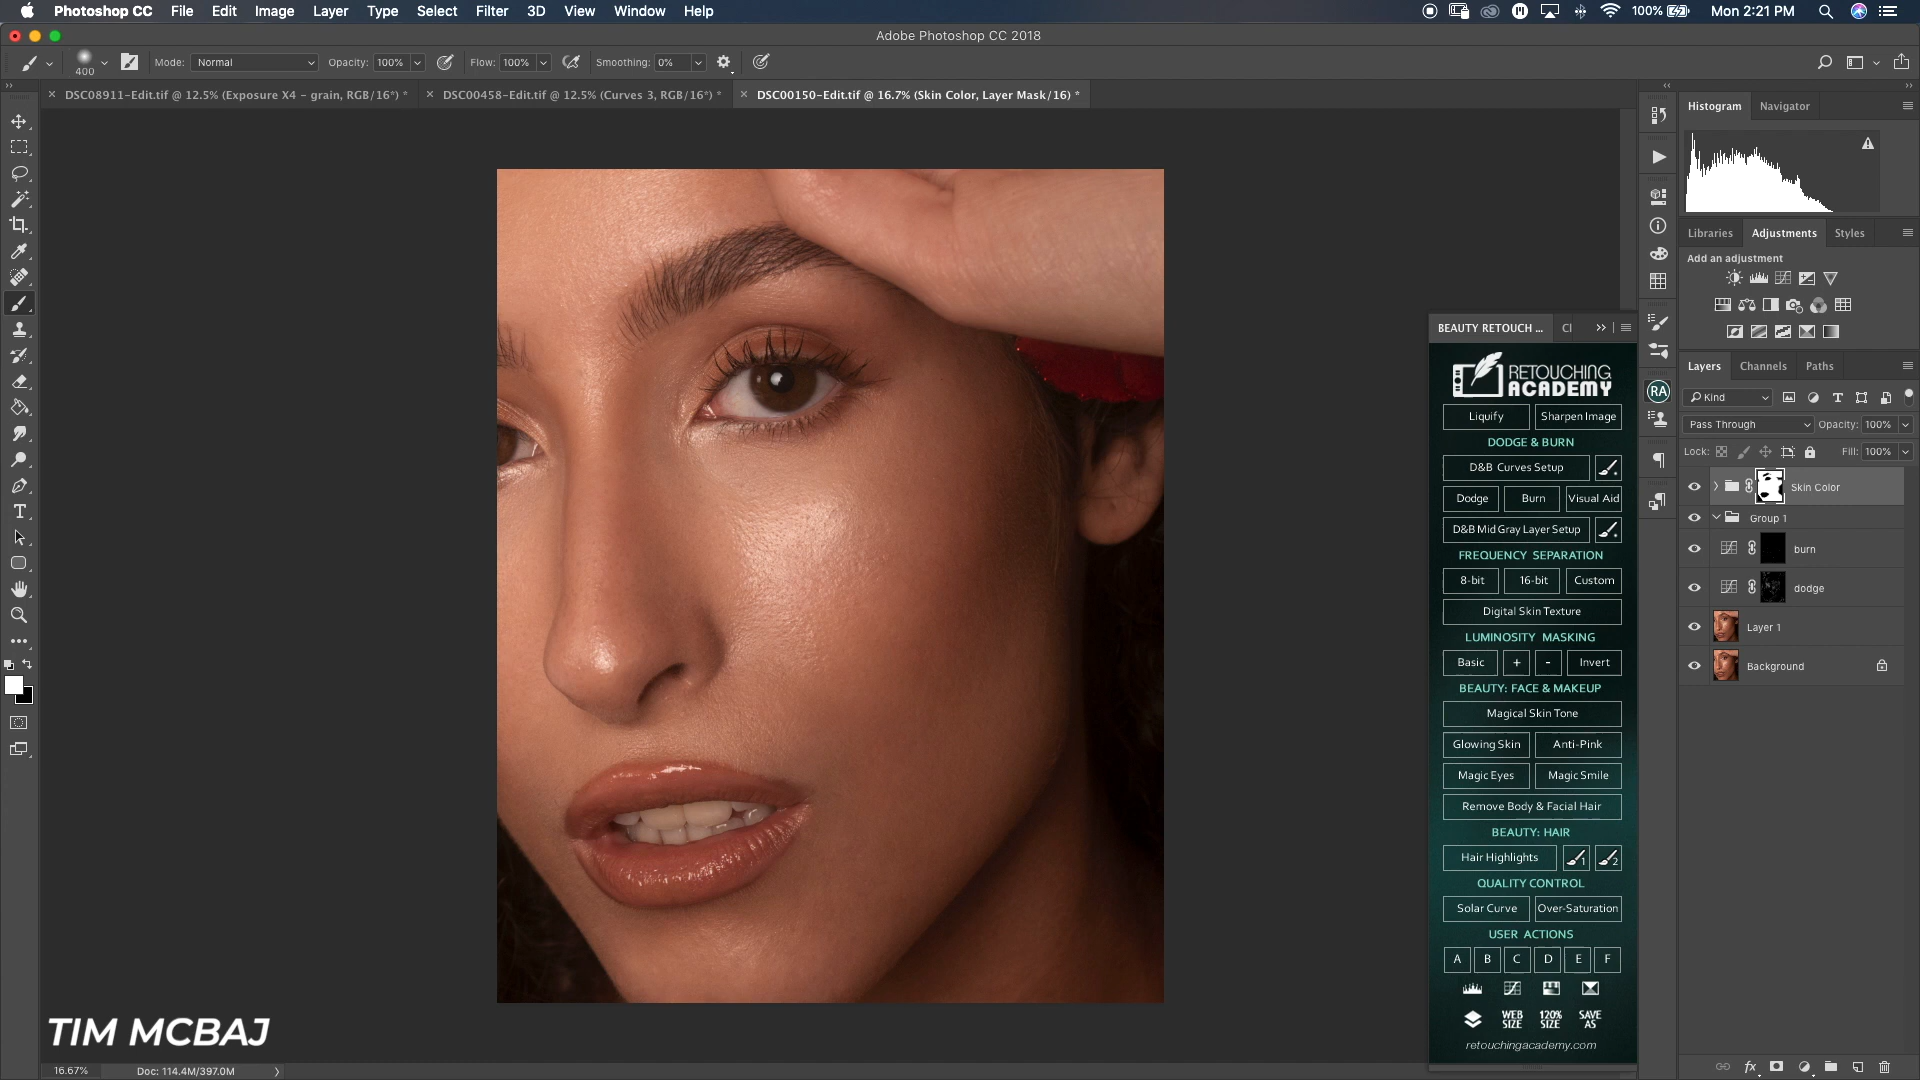 Photoshop CC File Edit Image Layer Type Select Filter 3D View Window Help 100% Mon 2:21 PM
Adobe Photoshop CC 2018
400 Mode: Normal Opacity: 100% Flow: 100% Smoothing: 0%
DSC08911-Edit.tif @ 12.5% (Exposure X4 - grain, RGB/16*) * DSC00458-Edit.tif @ 12.5% (Curves 3, RGB/16*) * DSC00150-Edit.tif @ 16.7% (Skin Color, Layer Mask/16) *
Histogram Navigator
Libraries Adjustments Styles
Add an adjustment
Layers Channels Paths
Kind
Pass Through Opacity: 100%
Lock: Fill: 100%
Skin Color
Group 1
burn
dodge
Layer 1
Background
BEAUTY RETOUCH ... Cl
RETOUCHING
ACADEMY
RA
Liquify Sharpen Image
DODGE & BURN
D&B Curves Setup
Dodge Burn Visual Aid
D&B Mid Gray Layer Setup
FREQUENCY SEPARATION
8-bit 16-bit Custom
Digital Skin Texture
LUMINOSITY MASKING
Basic + - Invert
BEAUTY: FACE & MAKEUP
Magical Skin Tone
Glowing Skin Anti-Pink
Magic Eyes Magic Smile
Remove Body & Facial Hair
BEAUTY: HAIR
Hair Highlights 1 2
QUALITY CONTROL
Solar Curve Over-Saturation
USER ACTIONS
A B C D E F
WEB SIZE 120% SIZE SAVE AS
retouchingacademy.com
TIM MCBAJ
16.67% Doc: 114.4M/397.0M
fx